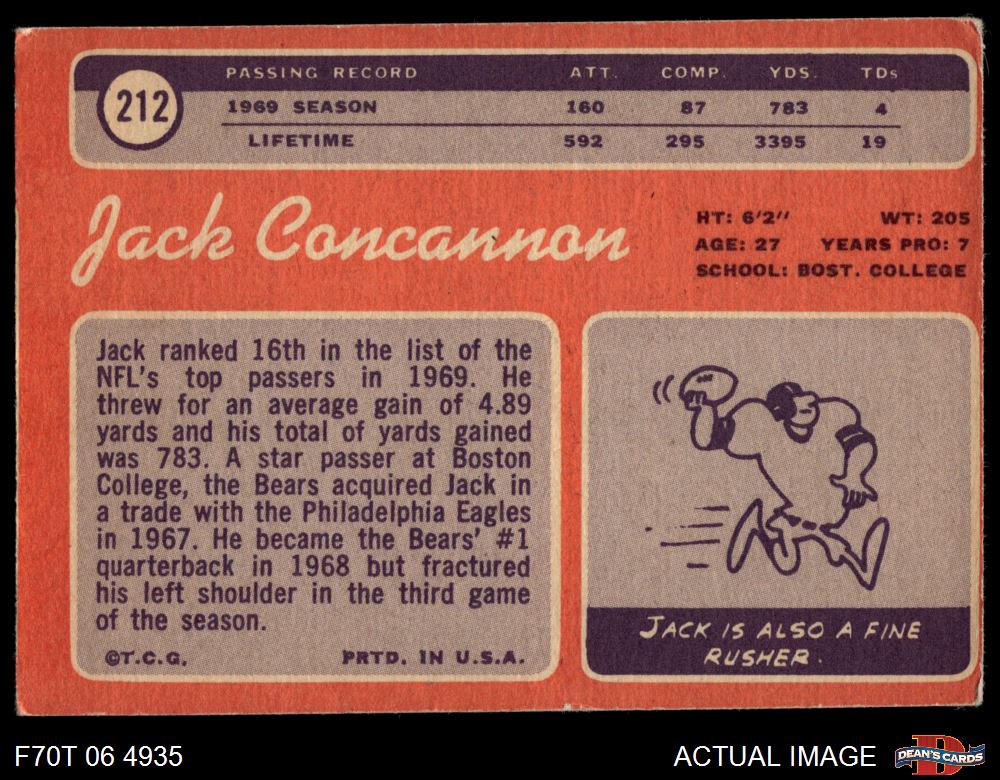 212
PASSING RECORD ATT. COMP. YDS. TDs
1969 SEASON 160 87 783 4
LIFETIME 592 295 3395 19
Jack Concannon
HT: 6'2'' WT: 205
AGE: 27 YEARS PRO: 7
SCHOOL: BOST. COLLEGE
Jack ranked 16th in the list of the
NFL's top passers in 1969. He
threw for an average gain of 4.89
yards and his total of yards gained
was 783. A star passer at Boston
College, the Bears acquired Jack in
a trade with the Philadelphia Eagles
in 1967. He became the Bears' #1
quarterback in 1968 but fractured
his left shoulder in the third game
of the season.
©T.C.G. PRTD. IN U.S.A.
JACK IS ALSO A FINE
RUSHER.
F70T 06 4935
ACTUAL IMAGE
D
DEAN'S CARDS